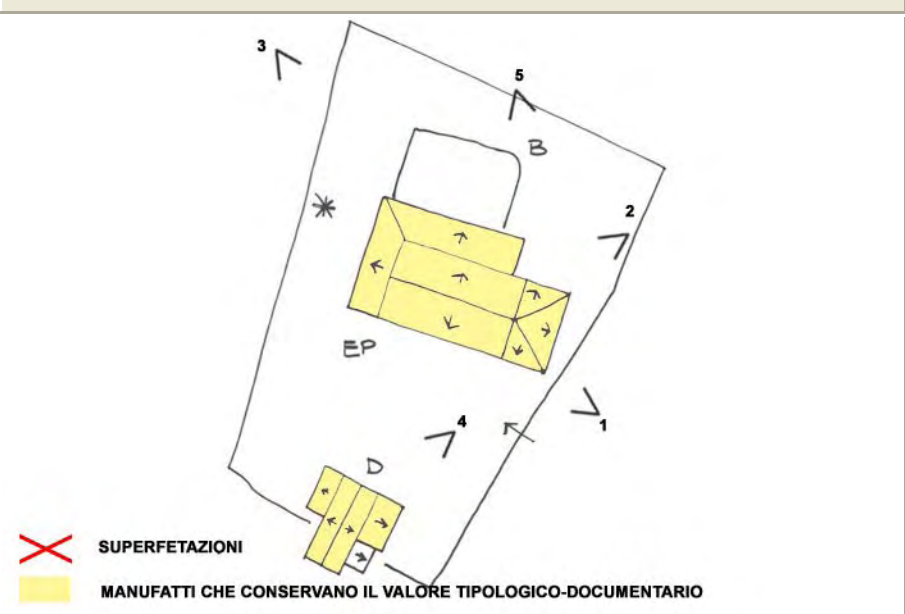 3
5
B
2
EP
1
4
D
SUPERFETAZIONI
MANUFATTI CHE CONSERVANO IL VALORE TIPOLOGICO-DOCUMENTARIO